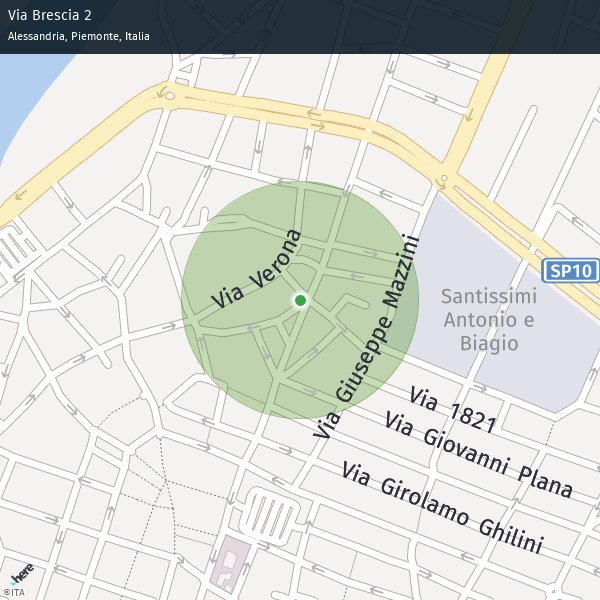 Via Brescia 2
Alessandria, Piemonte, Italia
Via Verona
Via Giuseppe Mazzini
SP10
Santissimi
Antonio e
Biagio
Via 1821
Via Giovanni Plana
Via Girolamo Ghilini
here
©ITA